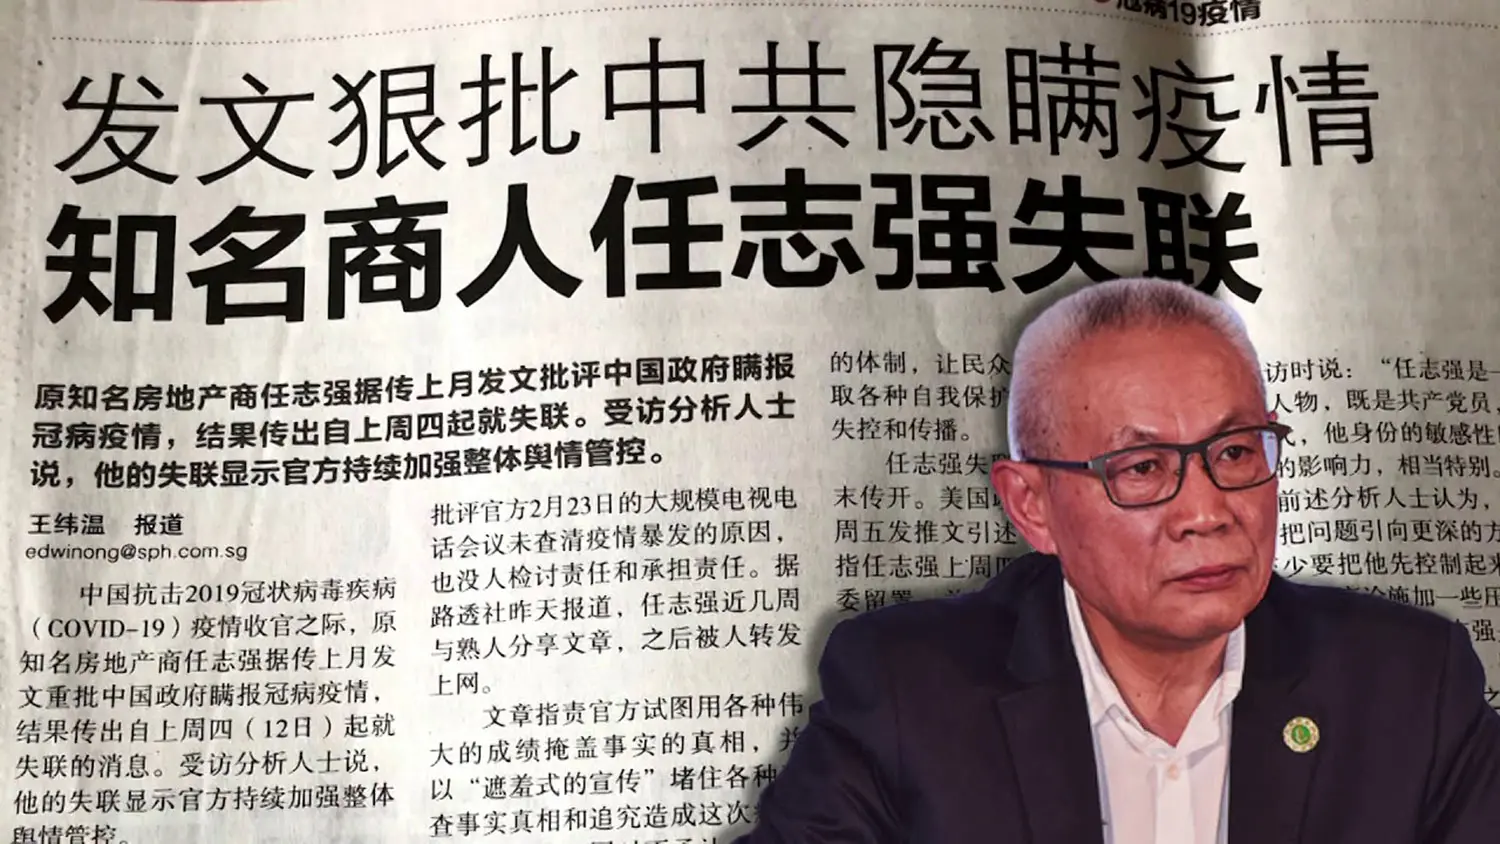 冠病19疫情
发文狠批中共隐瞒疫情
知名商人任志强失联
原知名房地产商任志强据传上月发文批评中国政府瞒报
冠病疫情，结果传出自上周四起就失联。受访分析人士
说，他的失联显示官方持续加强整体舆情管控。
王纬温 报道
edwinong@sph.com.sg
中国抗击2019冠状病毒疾病
（COVID-19）疫情收官之际，原
知名房地产商任志强据传上月发
文重批中国政府瞒报冠病疫情，
结果传出自上周四（12日）起就
失联的消息。受访分析人士说，
他的失联显示官方持续加强整体
舆情管控。
批评官方2月23日的大规模电视电
话会议未查清疫情暴发的原因，
也没人检讨责任和承担责任。据
路透社昨天报道，任志强近几周
与熟人分享文章，之后被人转发
上网。
文章指责官方试图用各种伟
大的成绩掩盖事实的真相，并
以“遮羞式的宣传”堵住各种
查事实真相和追究造成这次
的体制，让民众
取各种自我保护
失控和传播。
任志强失联
末传开。美国
周五发推文引述
指任志强上周四
委留置
访时说：“任志强是一
人物，既是共产党员，
，他身份的敏感性
的影响力，相当特别。
前述分析人士认为，
把问题引向更深的方
少要把他先控制起来
施加一些压
强